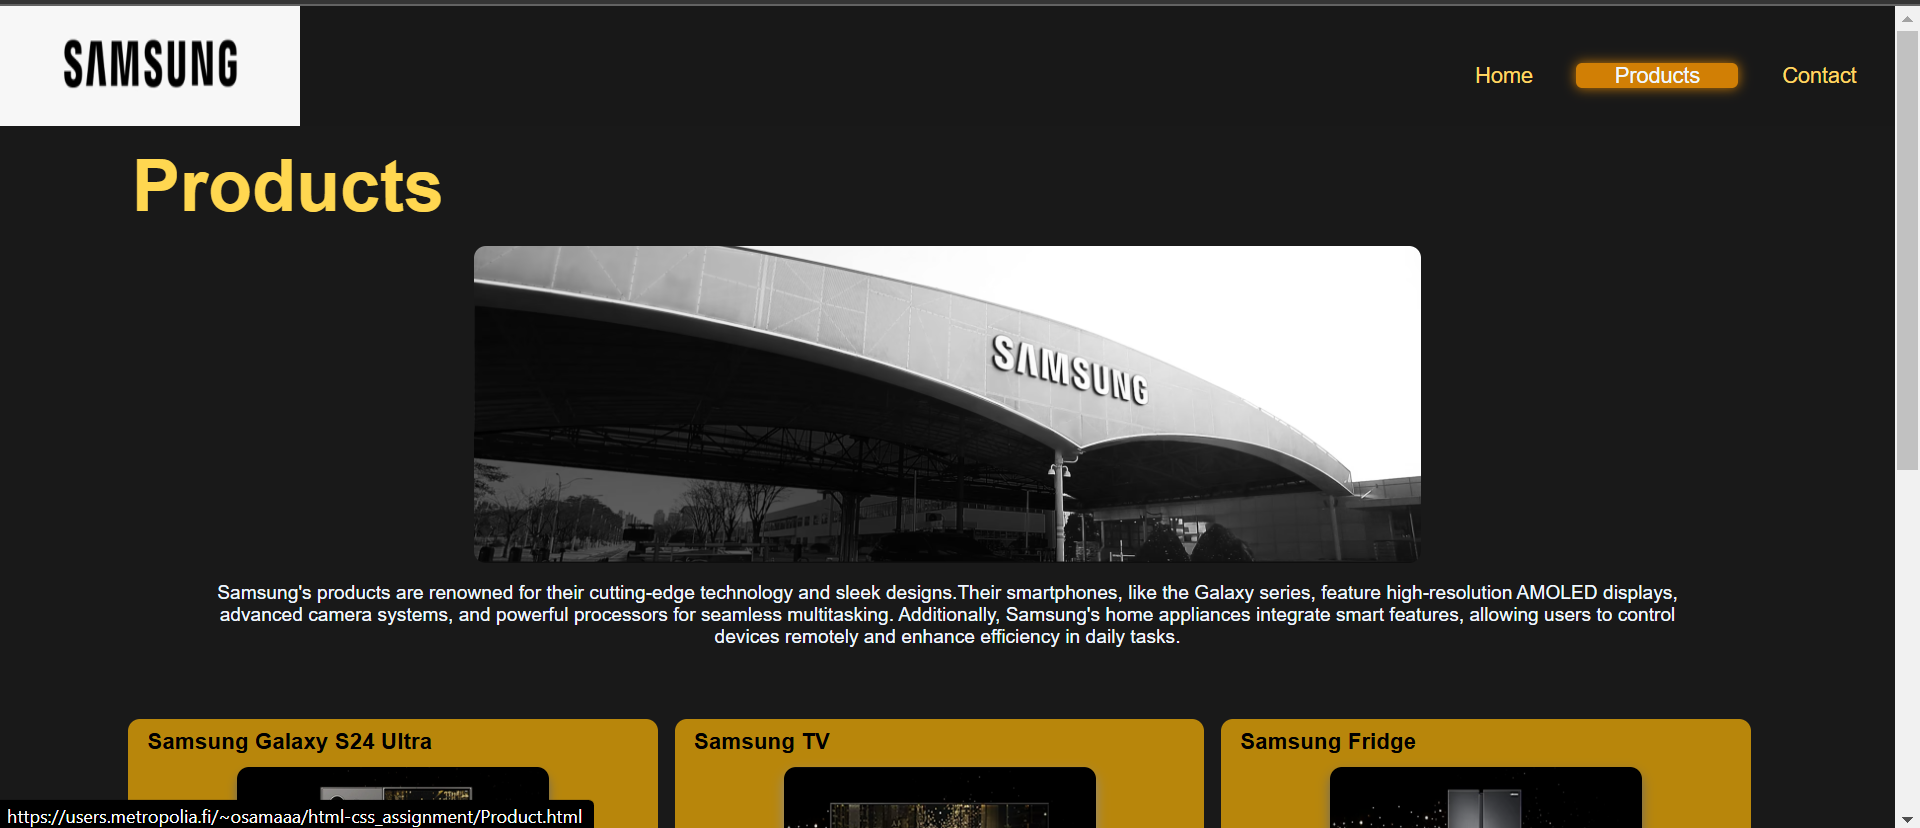 SAMSUNG
Home
Products
Contact
Products
SAMSUNG
Samsung's products are renowned for their cutting-edge technology and sleek designs.Their smartphones, like the Galaxy series, feature high-resolution AMOLED displays,
advanced camera systems, and powerful processors for seamless multitasking. Additionally, Samsung's home appliances integrate smart features, allowing users to control
devices remotely and enhance efficiency in daily tasks.
Samsung Galaxy S24 Ultra
Samsung TV
Samsung Fridge
https://users.metropolia.fi/~osamaaa/html-css_assignment/Product.html